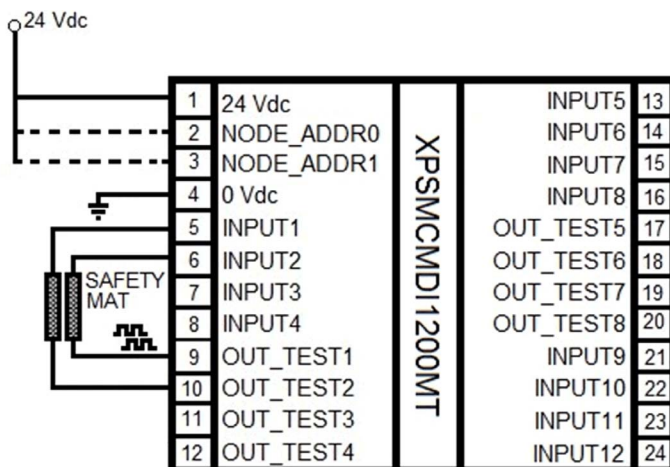 24 Vdc
1 24 Vdc
2 NODE_ADDR0
3 NODE_ADDR1
4 0 Vdc
5 INPUT1
6 INPUT2
7 INPUT3
8 INPUT4
9 OUT_TEST1
10 OUT_TEST2
11 OUT_TEST3
12 OUT_TEST4
SAFETY
MAT
XPSMCMDI1200MT
INPUT5 13
INPUT6 14
INPUT7 15
INPUT8 16
OUT_TEST5 17
OUT_TEST6 18
OUT_TEST7 19
OUT_TEST8 20
INPUT9 21
INPUT10 22
INPUT11 23
INPUT12 24